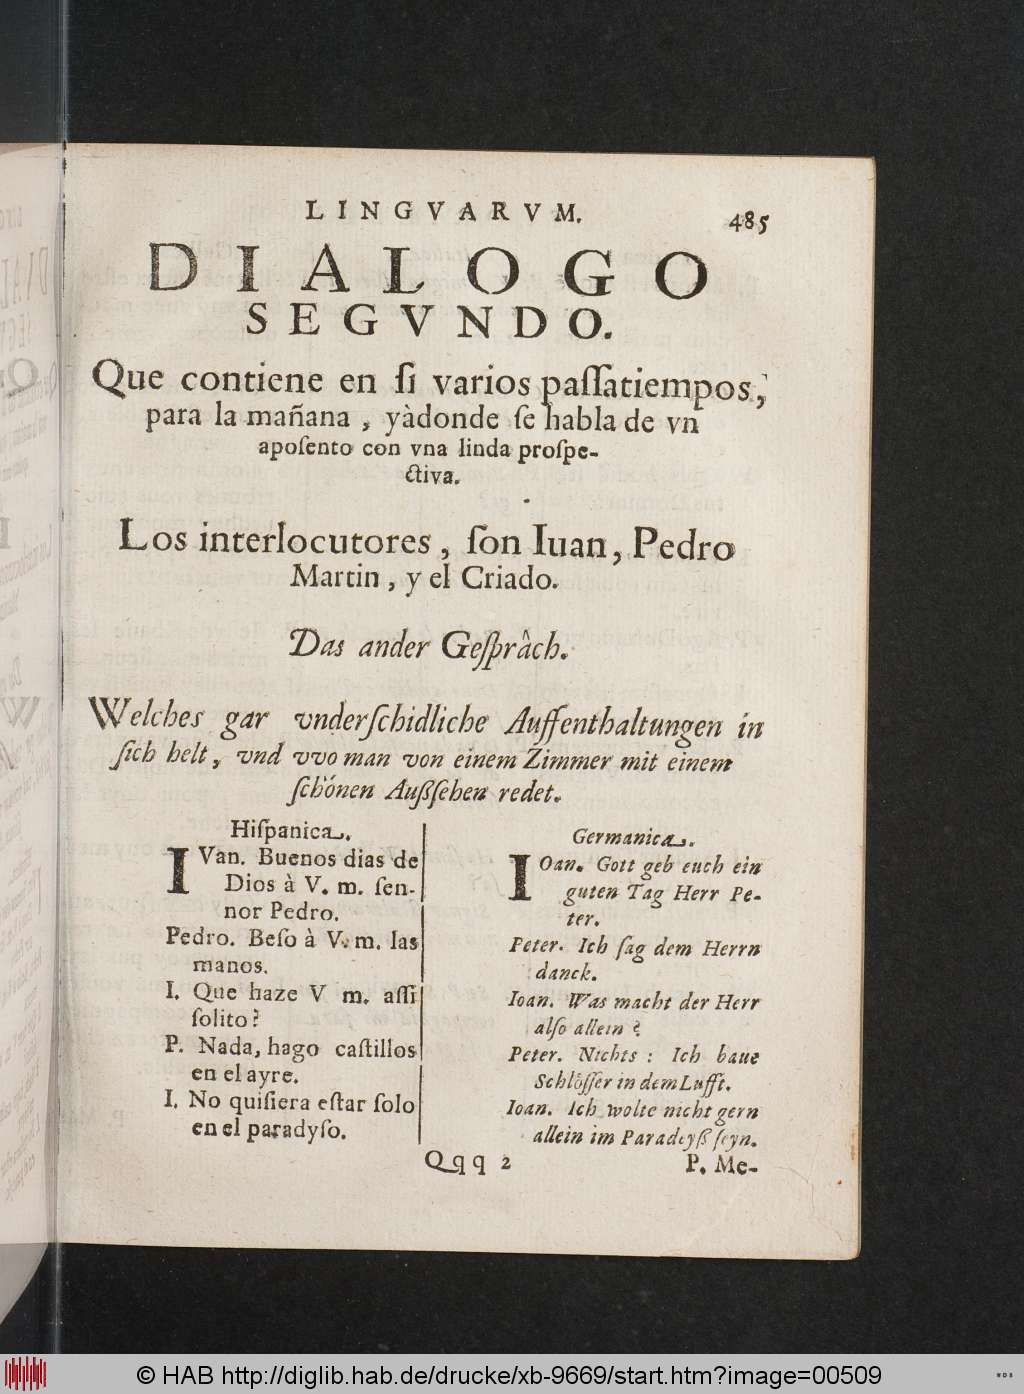 LINGVARVM. 485
DIALOGO
SEGVNDO.
Que contiene en ſi varios paſſatiempos,
para la mañana, yàdonde ſe habla de vn
apoſento con vna linda proſpe-
ctiva.
Los interlocutores, ſon Iuan, Pedro
Martin, y el Criado.
Das ander Geſprâch.
Welches gar vnderſchidliche Auffenthaltungen in
ſich helt, vnd vvo man von einem Zimmer mit einem
ſchónen Außſehen redet.
Hiſpanica.
IVan. Buenos dias de
Dios à V. m. ſen-
nor Pedro.
Pedro. Beſo à V. m. las
manos.
I. Que haze V m. aſſi
ſolito?
P. Nada, hago caſtillos
en el ayre.
I. No quiſiera eſtar ſolo
en el paradyſo.
Germanica.
IOan. Gott geb euch ein
guten Tag Herr Pe-
ter.
Peter. Ich ſag dem Herrn
danck.
Ioan. Was macht der Herr
alſo allein?
Peter. Nichts: Ich baue
Schlôſſer in dem Lufft.
Ioan. Ich wolte nicht gern
allein im Paradeyß ſeyn.
Qqq 2 P. Me-
© HAB http://diglib.hab.de/drucke/xb-9669/start.htm?image=00509